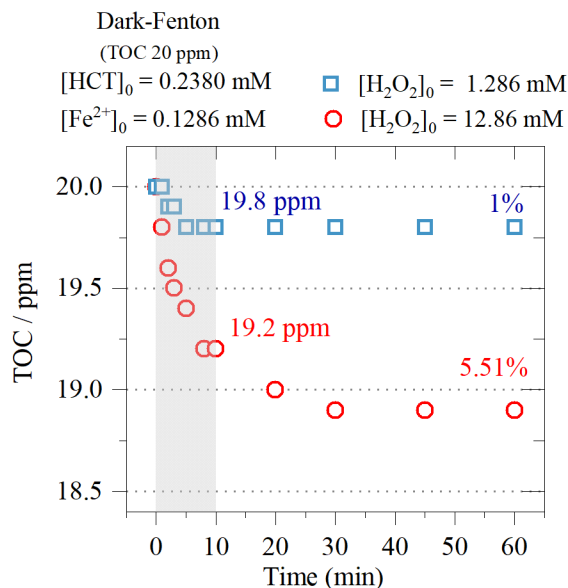 Dark-Fenton
(TOC 20 ppm)
[HCT]₀ = 0.2380 mM
[H₂O₂]₀ = 1.286 mM
[Fe²⁺]₀ = 0.1286 mM
[H₂O₂]₀ = 12.86 mM
20.0
19.8 ppm
1%
19.5
19.2 ppm
5.51%
19.0
18.5
TOC / ppm
0 10 20 30 40 50 60
Time (min)